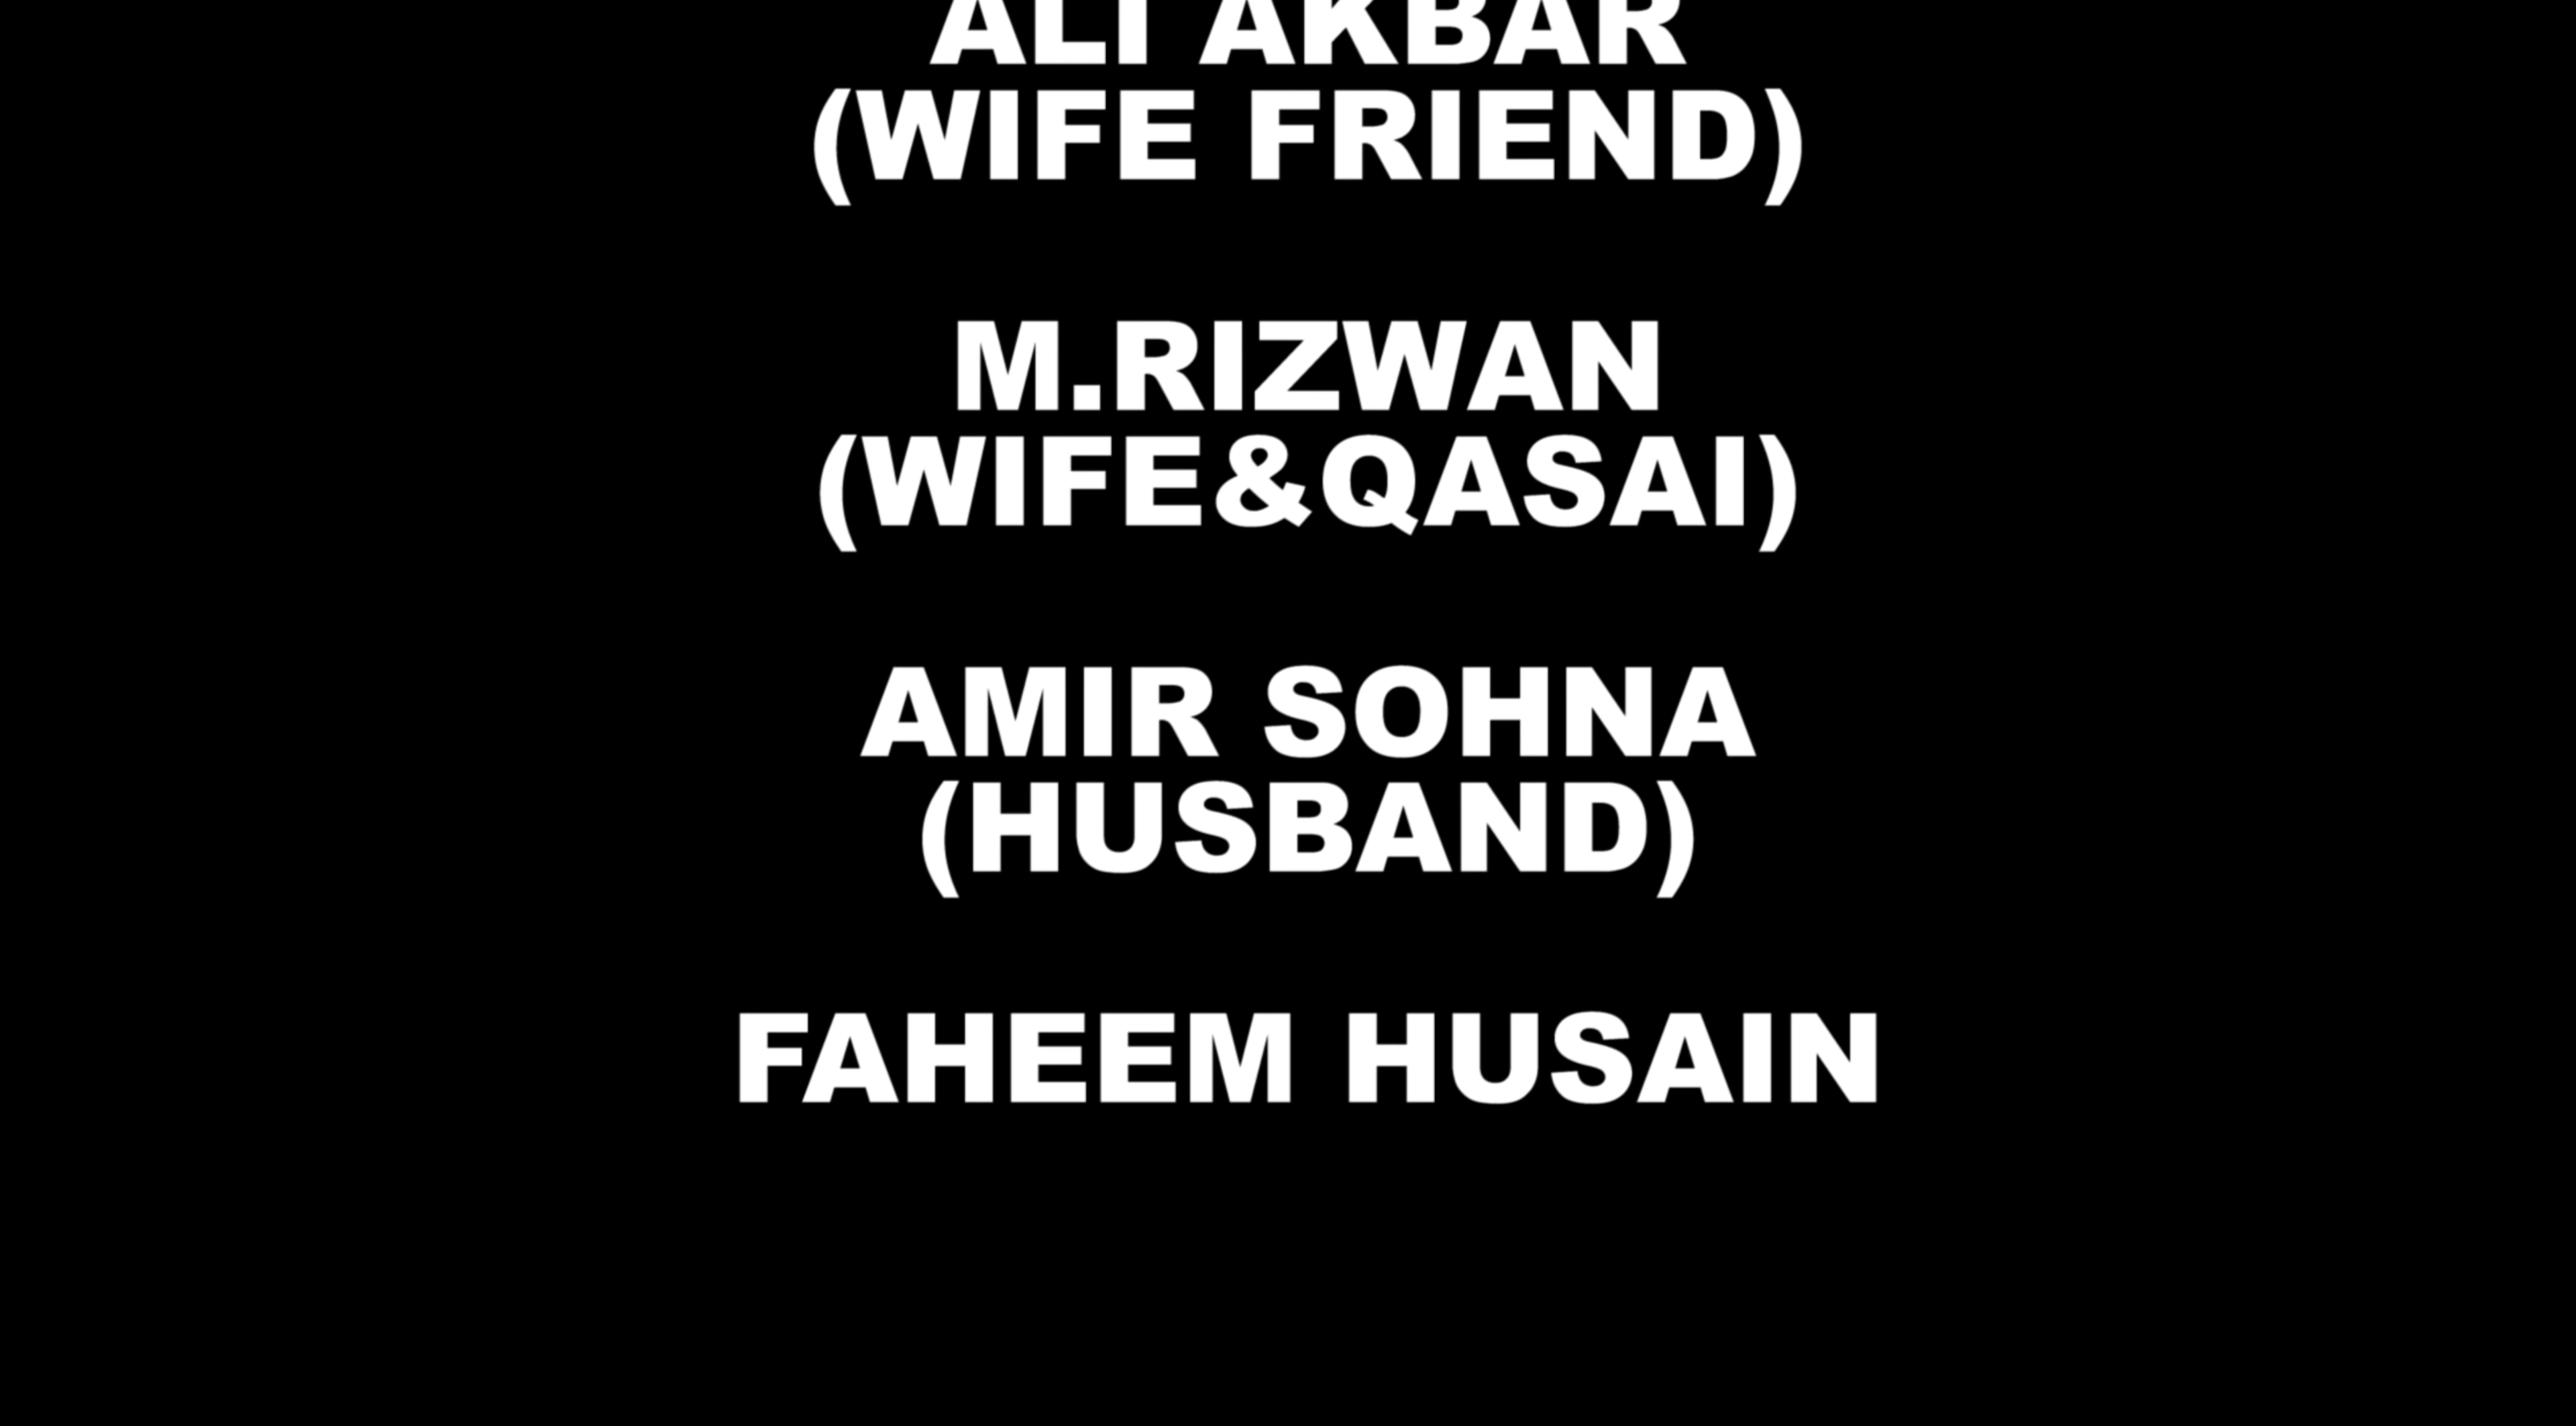 ALI AKBAR
(WIFE FRIEND)
M.RIZWAN
(WIFE&QASAI)
AMIR SOHNA
(HUSBAND)
FAHEEM HUSAIN